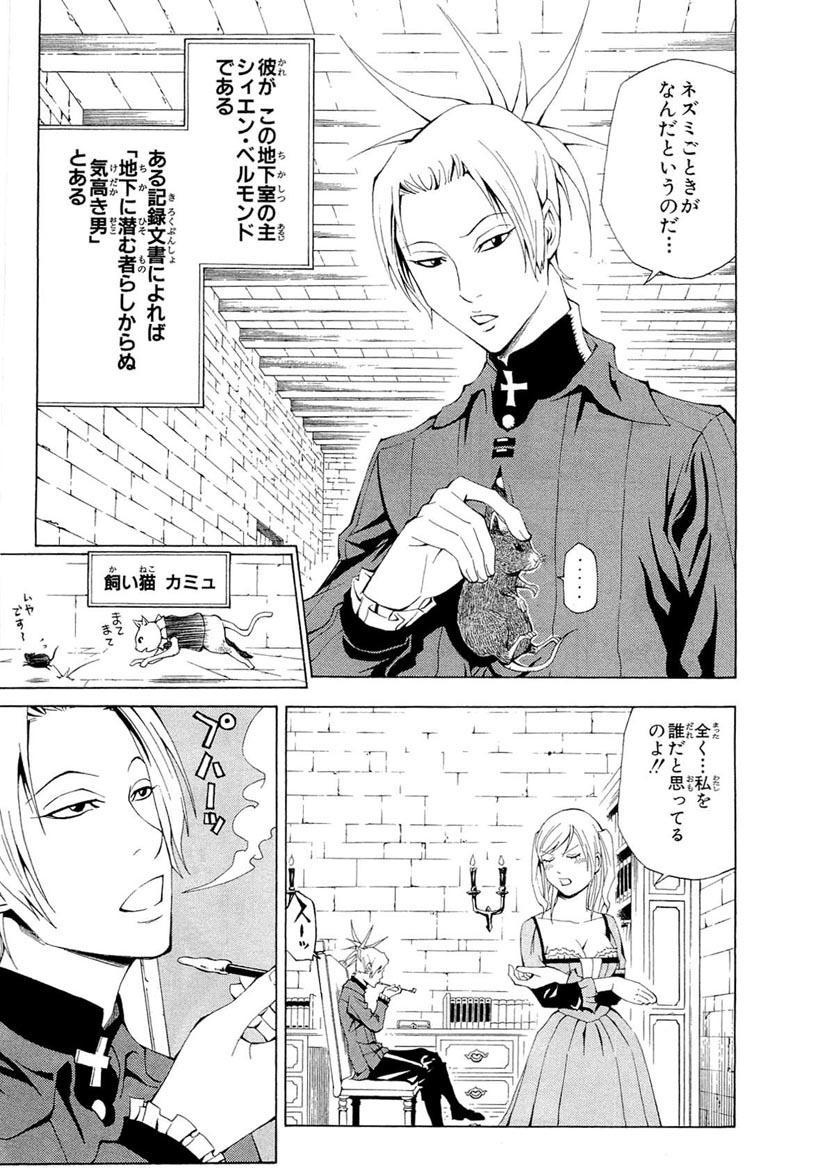 ネズミごときが
なんだというのだ…
彼が この地下室の主
シィエン・ベルモンド
である
ある記録文書によれば
「地下に潜む者らしからぬ
気高き男」
とある
‥‥
飼い猫 カミュ
まて
まて
いや
です〜
全く…私を
誰だと思ってる
のよ!!
スーッ
プハーッ